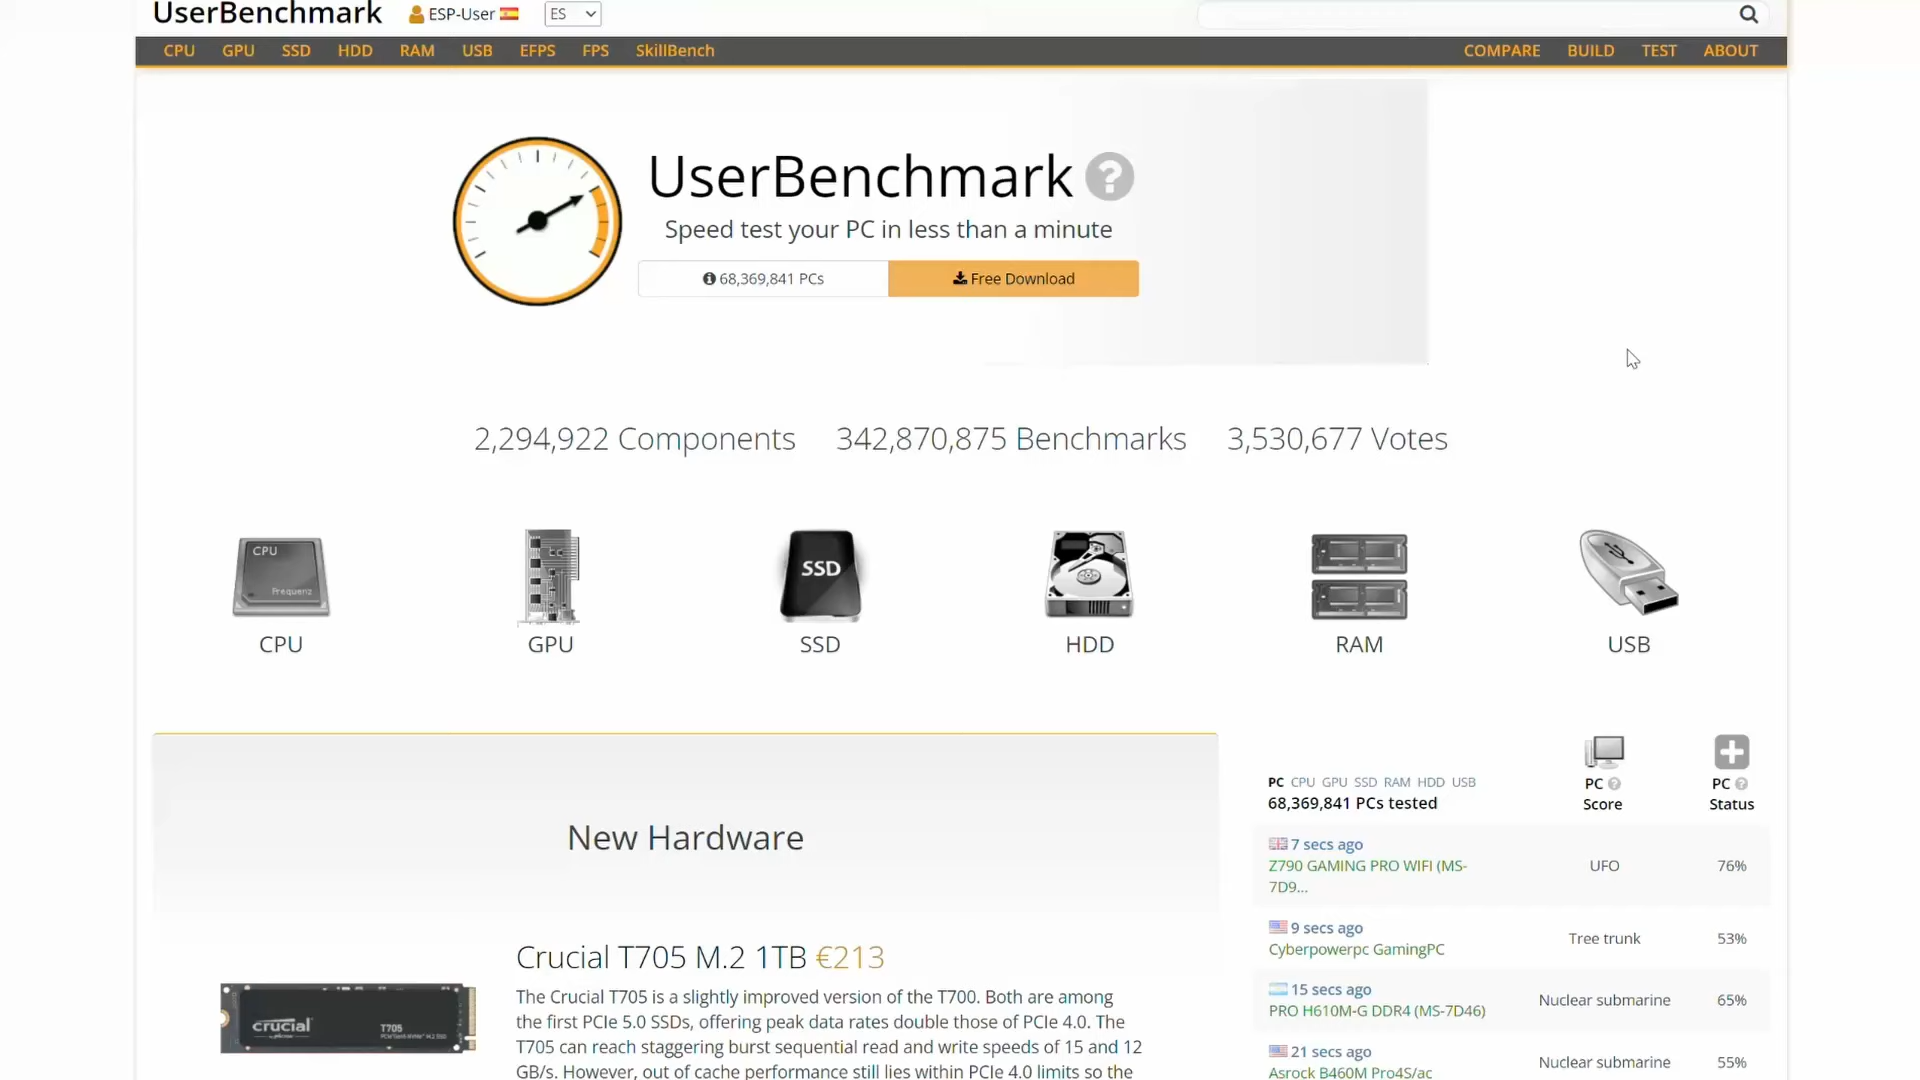 UserBenchmark ESP-User ES
CPU GPU SSD HDD RAM USB EFPS FPS SkillBench COMPARE BUILD TEST ABOUT
UserBenchmark ?
Speed test your PC in less than a minute
68,369,841 PCs Free Download
2,294,922 Components 342,870,875 Benchmarks 3,530,677 Votes
CPU
Frequenz
SSD
CPU GPU SSD HDD RAM USB
New Hardware
Crucial T705 M.2 1TB €213
The Crucial T705 is a slightly improved version of the T700. Both are among
the first PCIe 5.0 SSDs, offering peak data rates double those of PCIe 4.0. The
T705 can reach staggering burst sequential read and write speeds of 15 and 12
GB/s. However, out of cache performance still lies within PCIe 4.0 limits so the
crucia
T705
PC CPU GPU SSD RAM HDD USB
68,369,841 PCs tested
PC ?
Score
PC ?
Status
7 secs ago
Z790 GAMING PRO WIFI (MS-
7D9...
UFO 76%
9 secs ago
Cyberpowerpc GamingPC
Tree trunk 53%
15 secs ago
PRO H610M-G DDR4 (MS-7D46)
Nuclear submarine 65%
21 secs ago
Asrock B460M Pro4S/ac
Nuclear submarine 55%